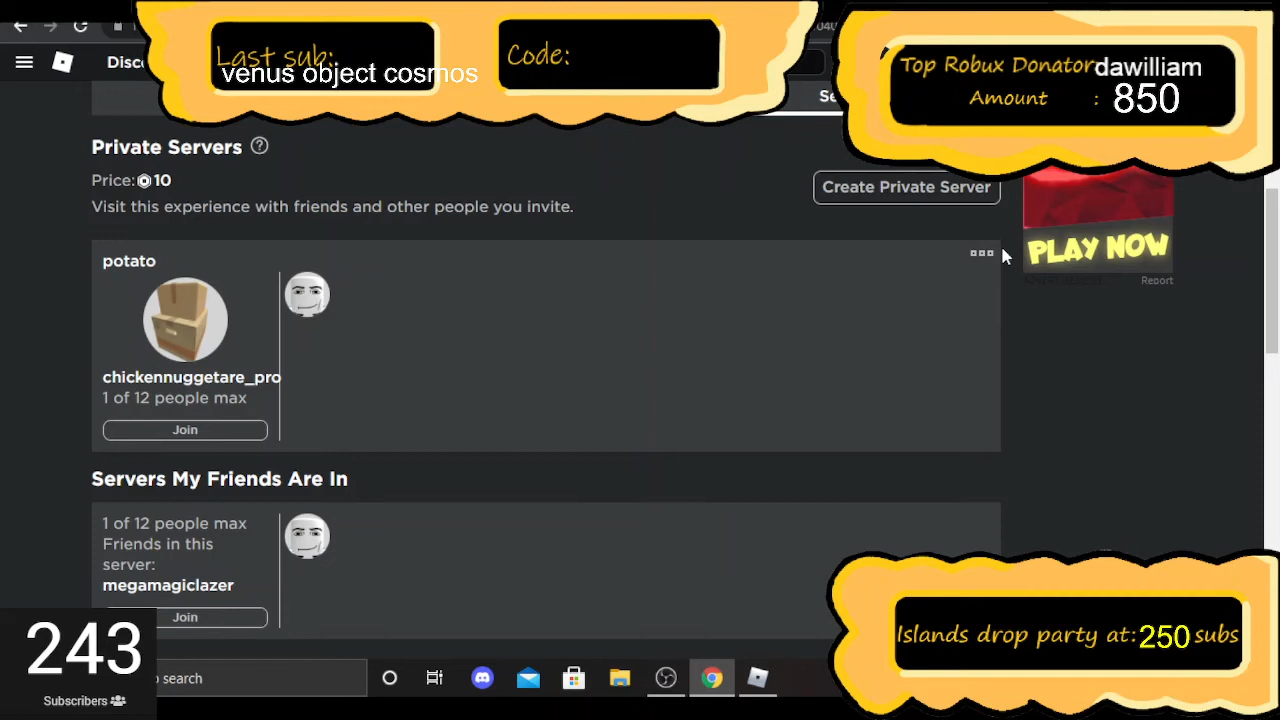 Last sub:
venus object cosmos
Code:
Top Robux Donator:
dawilliam
Amount : 850
Private Servers
Price: 10
Create Private Server
Visit this experience with friends and other people you invite.
PLAY NOW
Report
potato
chickennuggetare_pro
1 of 12 people max
Join
Servers My Friends Are In
1 of 12 people max
Friends in this
server:
megamagiclazer
Join
243
Subscribers
search
Islands drop party at: 250 subs